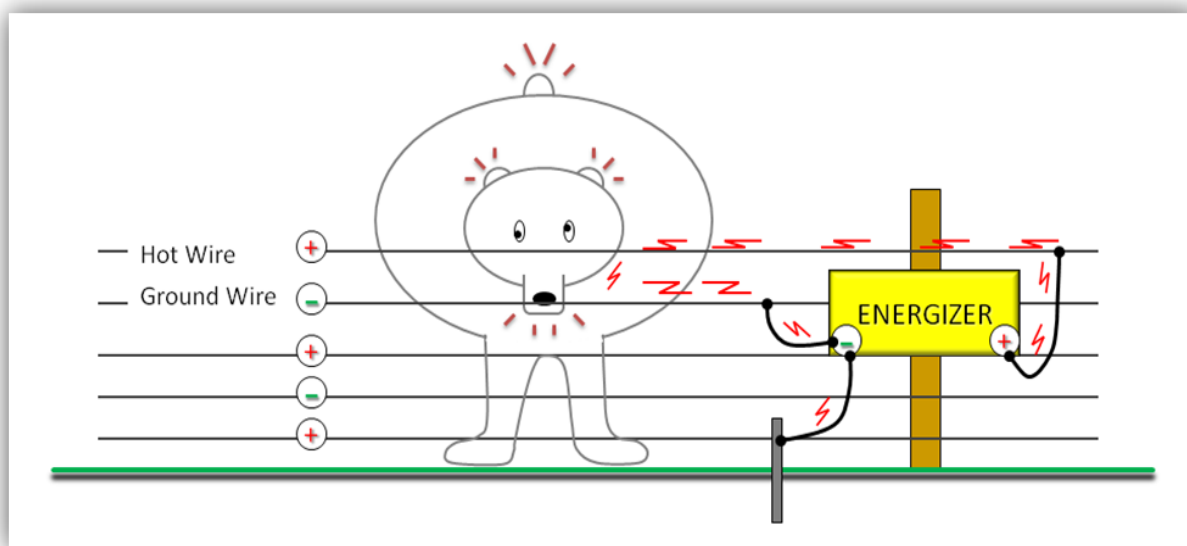 Hot Wire +
Ground Wire -
+
-
+
ENERGIZER
- +